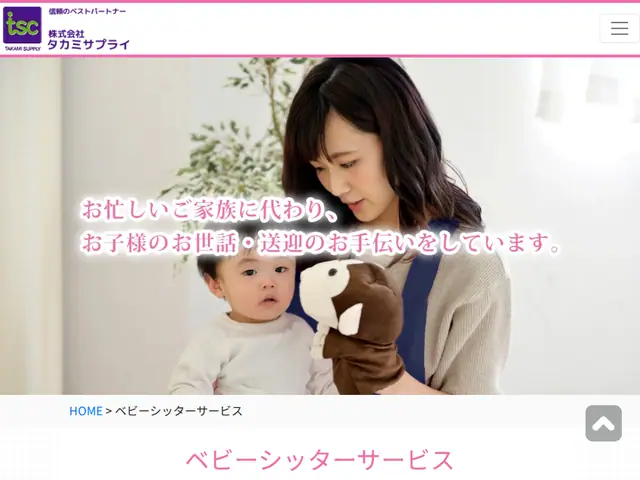 信頼のベストパートナー
tsc
TAKAMI SUPPLY
株式会社
タカミサプライ
お忙しいご家族に代わり、
お子様のお世話・送迎のお手伝いをしています。
HOME > ベビーシッターサービス
ベビーシッターサービス